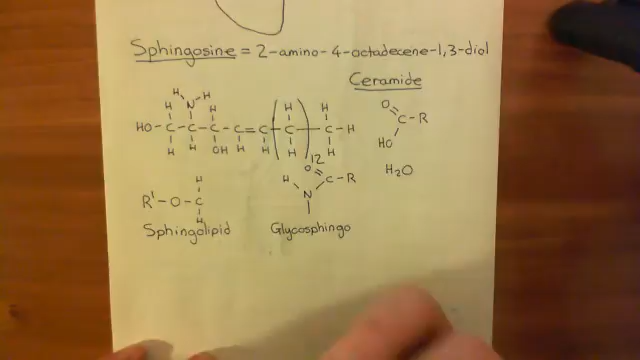 Sphingosine = 2-amino-4-octadecene-1,3-diol
Ceramide
H H
H N H H H
HO-C-C-C-C=C-C-C-H
H H OH H H H H
12
O
C-R
HO
H2O
H
R'-O-C
H
H O
N C-R
Sphingolipid Glycosphingo